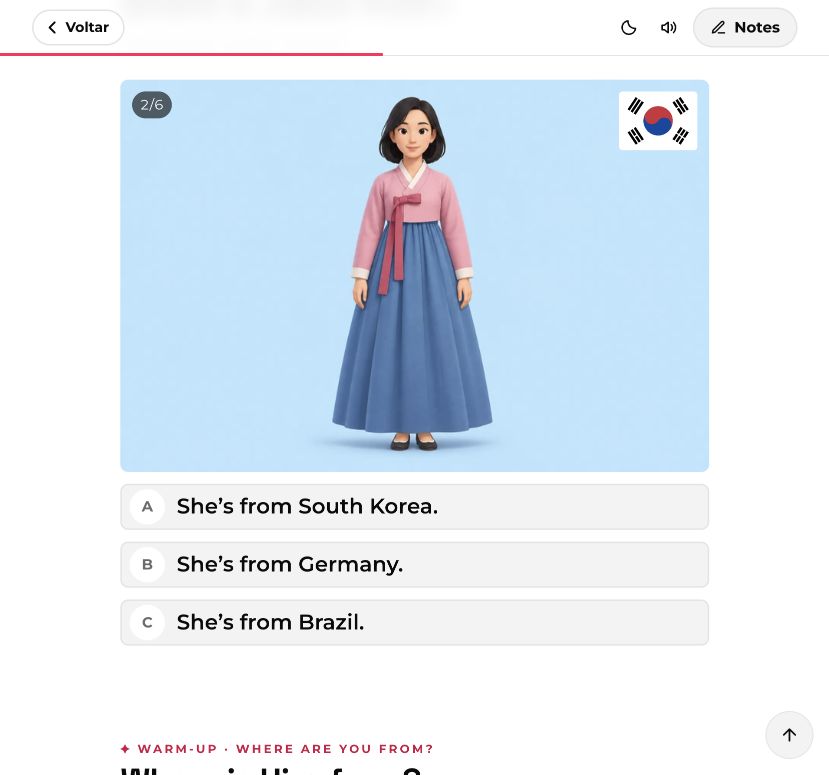 Voltar
Notes
2/6
A She’s from South Korea.
B She’s from Germany.
C She’s from Brazil.
WARM-UP · WHERE ARE YOU FROM?